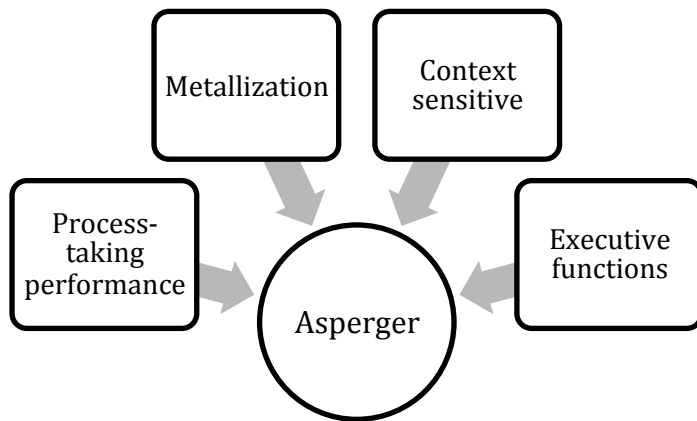 Metallization
Context
sensitive
Process-
taking
performance
Executive
functions
Asperger